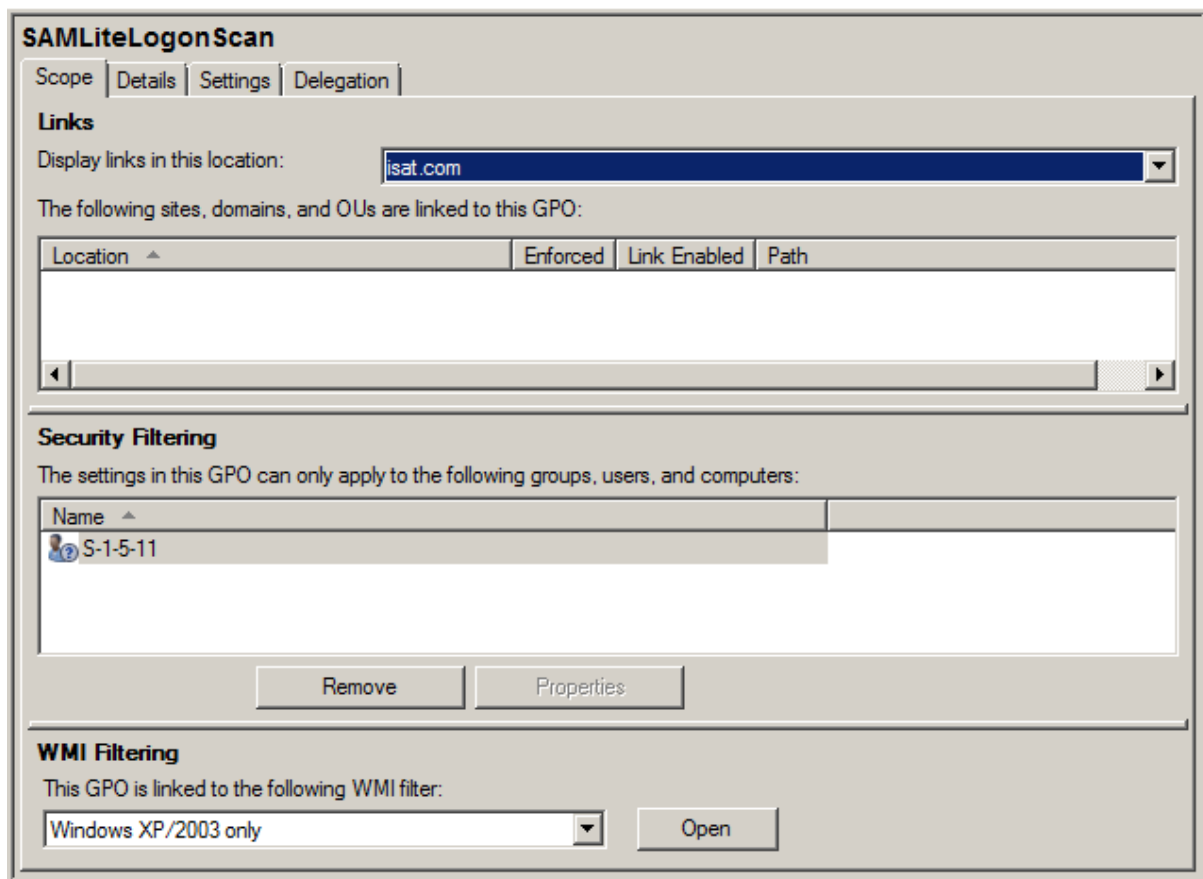 SAMLiteLogonScan
Scope Details Settings Delegation
Links
Display links in this location: isat.com
The following sites, domains, and OUs are linked to this GPO:
Location Enforced Link Enabled Path
Security Filtering
The settings in this GPO can only apply to the following groups, users, and computers:
Name
S-1-5-11
Remove Properties
WMI Filtering
This GPO is linked to the following WMI filter:
Windows XP/2003 only Open